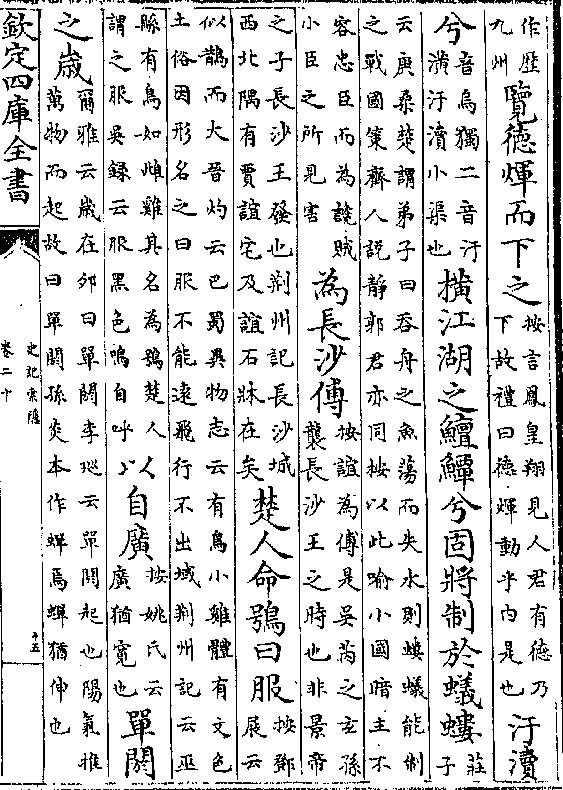 作歴
九州
覽徳煇而下之
按言鳳皇翔見人君有徳乃
下故禮曰徳煇動乎内是也
汙瀆
兮
音烏獨二音汙
潢汙瀆小渠也
横江湖之鱣鱏兮固將制於蟻螻
莊
子
云庚桑楚謂弟子曰吞舟之魚蕩而失水則螻蟻能制
之戰國策齊人説靜郭君亦同按以此喻小國暗主不
容忠臣而為讒賊
小臣之所見害
為長沙傅
按誼為傅是吳芮之玄孫
襲長沙王之時也非景帝
之子長沙王發也荆州記長沙城
西北隅有賈誼宅及誼石牀在矣
楚人命鴞曰服
按鄧
展云
似鵲而大晉灼云巴蜀異物志云有鳥小雞體有文色
土俗因形名之曰服不能遠飛行不出域荆州記云巫
縣有鳥如雌雞其名為鴞楚人
謂之服吳録云服黑色鳴自呼
以自廣
按姚氏云
廣猶寛也
單閼
之歳
爾雅云歳在卯曰單閼李廵云單閼起也陽氣推
萬物而起故曰單閼孫炎本作蟬焉蟬猶伸也
欽定四庫全書
史記索隱
卷二十
十五